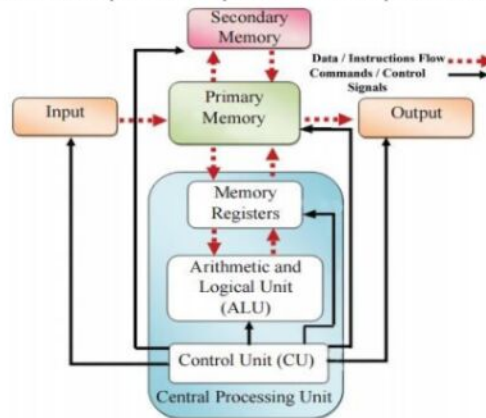 Secondary
Memory
Data / Instructions Flow
Commands / Control
Signals
Primary
Memory
Input
Output
Memory
Registers
Arithmetic and
Logical Unit
(ALU)
Control Unit (CU)
Central Processing Unit